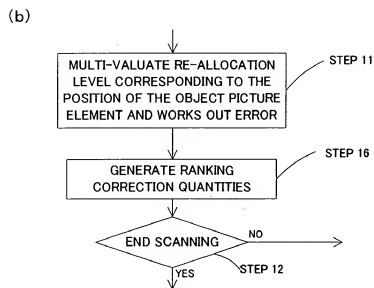 (b)
MULTI-VALUATE RE-ALLOCATION
LEVEL CORRESPONDING TO THE
POSITION OF THE OBJECT PICTURE
ELEMENT AND WORKS OUT ERROR
STEP 11
GENERATE RANKING
CORRECTION QUANTITIES
STEP 16
END SCANNING
NO
YES
STEP 12